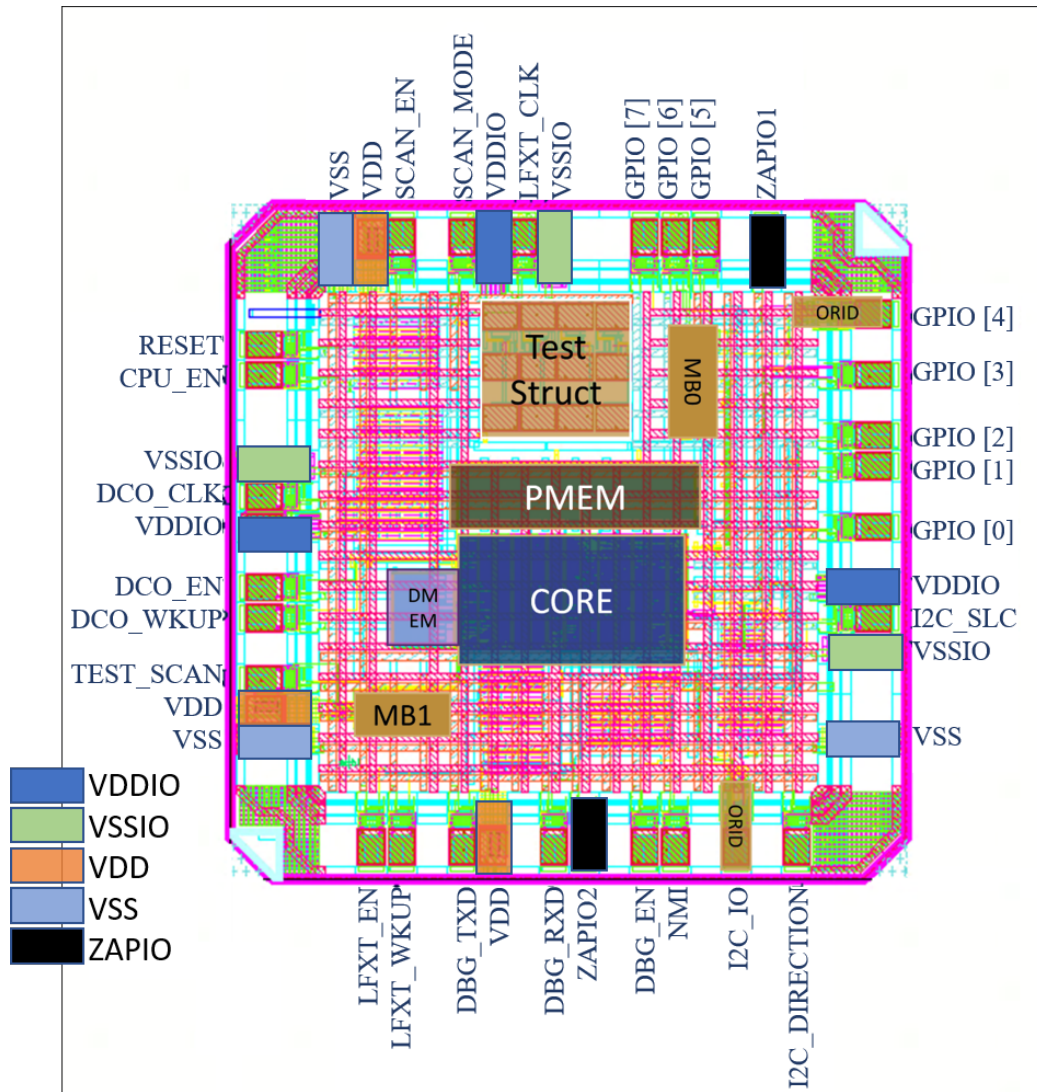 VSS
VDD
SCAN_EN
SCAN_MODE
VDDIO
LFXT_CLK
VSSIO
GPIO [7]
GPIO [6]
GPIO [5]
ZAPIO1
RESET
CPU_EN
VSSIO
DCO_CLK
VDDIO
DCO_EN
DCO_WKUP
TEST_SCAN
VDD
VSS
Test
Struct
MB0
ORID
PMEM
CORE
DM
EM
MB1
ORID
GPIO [4]
GPIO [3]
GPIO [2]
GPIO [1]
GPIO [0]
VDDIO
I2C_SLC
VSSIO
VSS
LFXT_EN
LFXT_WKUP
DBG_TXD
VDD
DBG_RXD
ZAPIO2
DBG_EN
NMI
I2C_IO
I2C_DIRECTION
VDDIO
VSSIO
VDD
VSS
ZAPIO